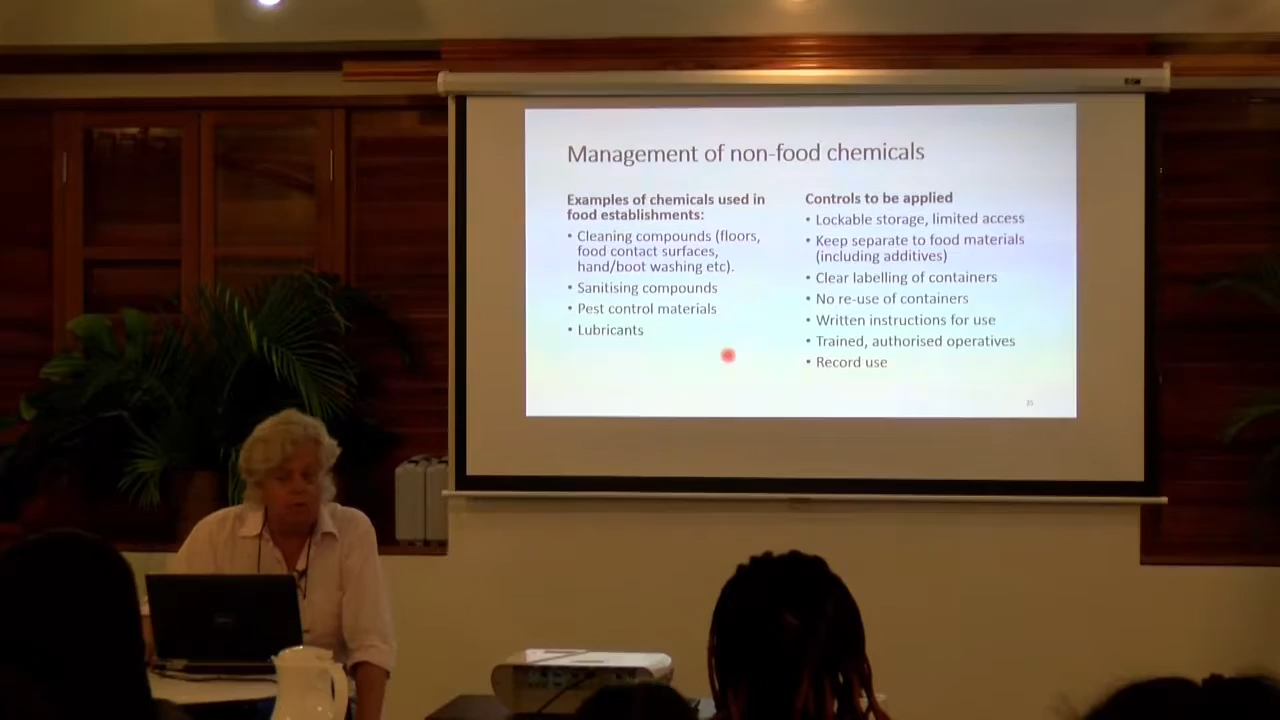 Management of non-food chemicals
Examples of chemicals used in
food establishments:
• Cleaning compounds (floors,
food contact surfaces,
hand/boot washing etc).
• Sanitising compounds
• Pest control materials
• Lubricants
Controls to be applied
• Lockable storage, limited access
• Keep separate to food materials
(including additives)
• Clear labelling of containers
• No re-use of containers
• Written instructions for use
• Trained, authorised operatives
• Record use